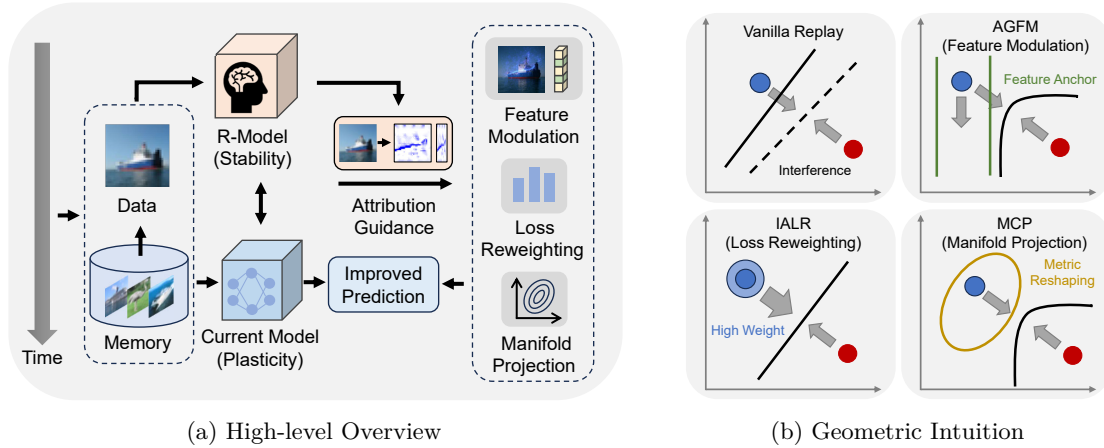 Time
Data
Memory
R-Model
(Stability)
Current Model
(Plasticity)
Attribution
Guidance
Improved
Prediction
Feature
Modulation
Loss
Reweighting
Manifold
Projection
(a) High-level Overview
Vanilla Replay
Interference
AGFM
(Feature Modulation)
Feature Anchor
IALR
(Loss Reweighting)
High Weight
MCP
(Manifold Projection)
Metric
Reshaping
(b) Geometric Intuition